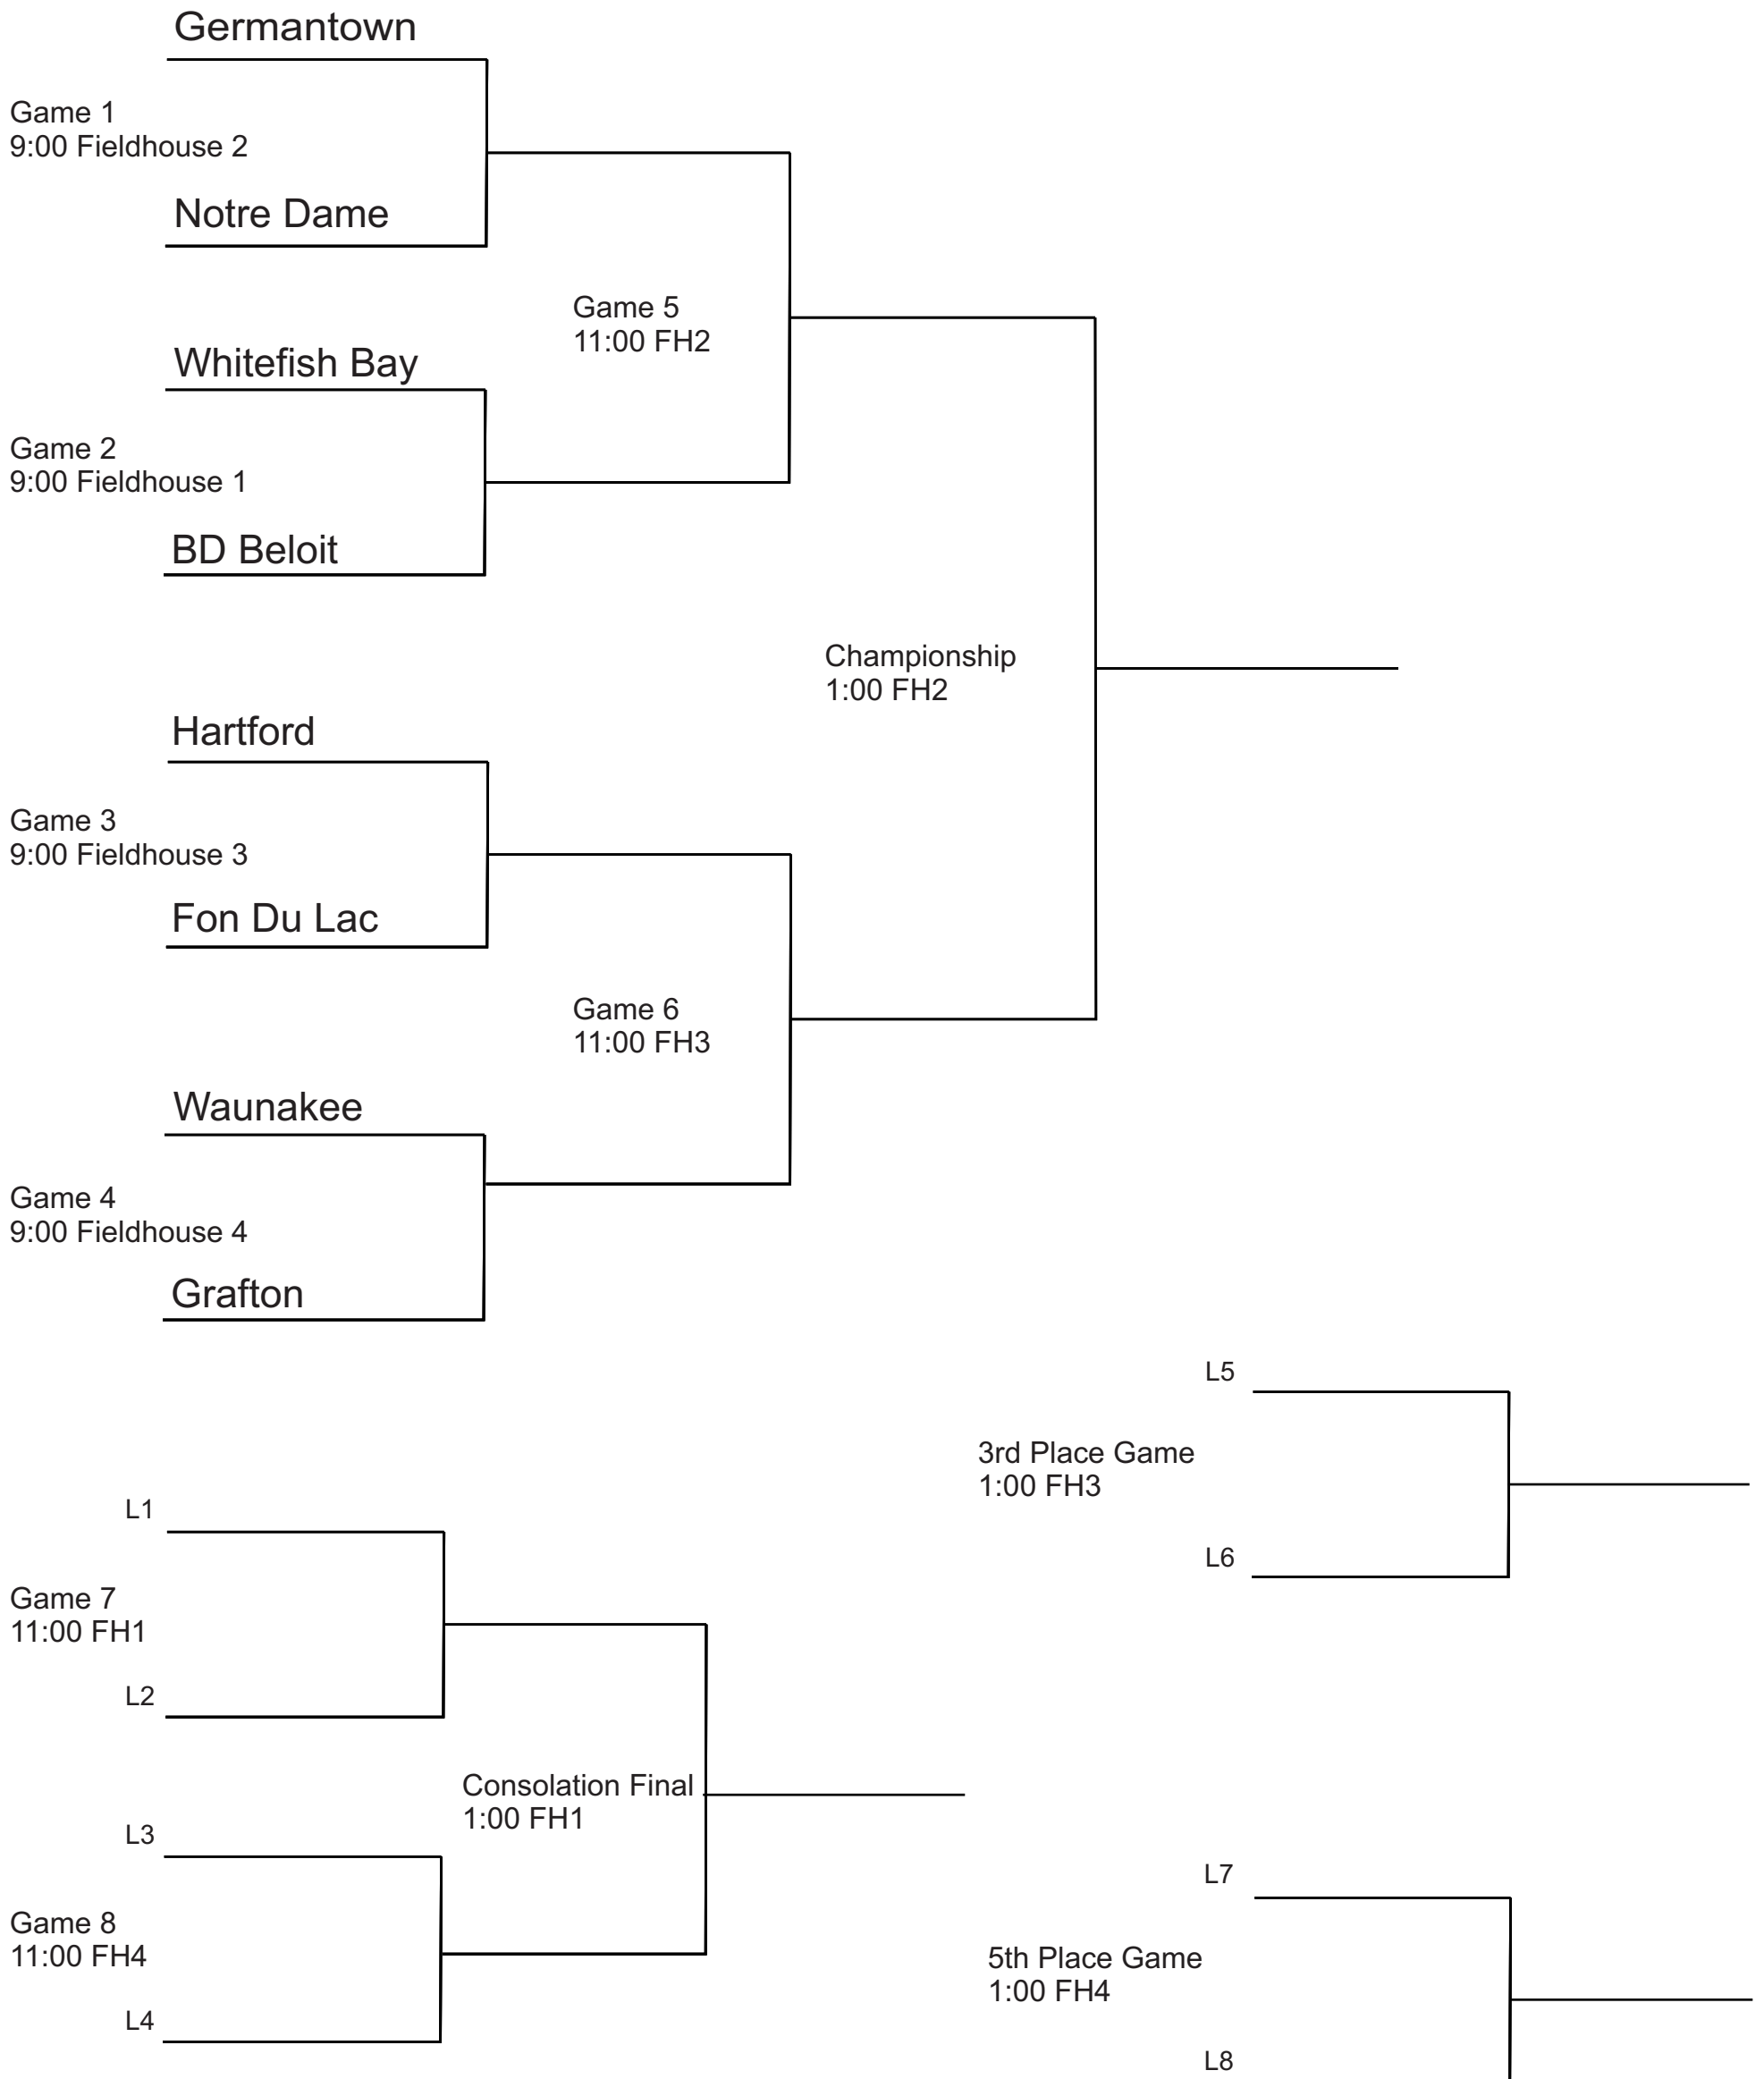 Germantown
Game 1
9:00 Fieldhouse 2
Notre Dame
Game 5
11:00 FH2
Whitefish Bay
Game 2
9:00 Fieldhouse 1
BD Beloit
Championship
1:00 FH2
Hartford
Game 3
9:00 Fieldhouse 3
Fon Du Lac
Game 6
11:00 FH3
Waunakee
Game 4
9:00 Fieldhouse 4
Grafton
L5
3rd Place Game
1:00 FH3
L6
L1
Game 7
11:00 FH1
L2
Consolation Final
1:00 FH1
L3
Game 8
11:00 FH4
L4
L7
5th Place Game
1:00 FH4
L8